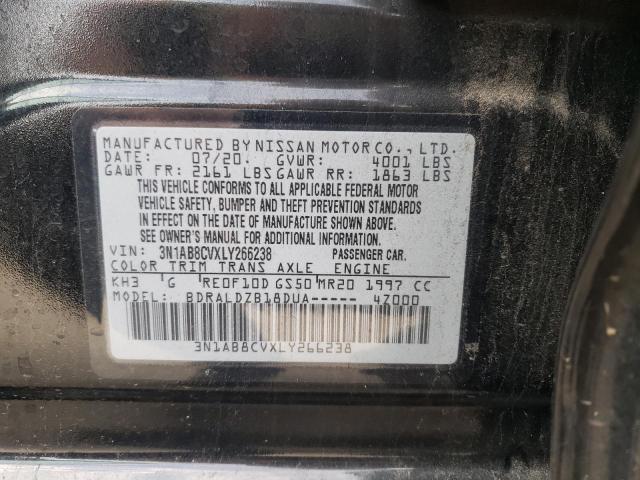 MANUFACTURED BY NISSAN MOTOR CO., LTD.
DATE: 07/20. GVWR: 4001 LBS
GAWR FR: 2161 LBS GAWR RR: 1863 LBS
THIS VEHICLE CONFORMS TO ALL APPLICABLE FEDERAL MOTOR
VEHICLE SAFETY, BUMPER AND THEFT PREVENTION STANDARDS
IN EFFECT ON THE DATE OF MANUFACTURE SHOWN ABOVE.
SEE OWNER'S MANUAL FOR ADDITIONAL INFORMATION.
VIN: 3N1AB8CVXLY266238 PASSENGER CAR.
COLOR TRIM TRANS AXLE ENGINE
KH3 G RE0F10D GS50 MR20 1997 CC
MODEL: BDRALDZB18DUA----- 4Z000
3N1AB8CVXLY266238